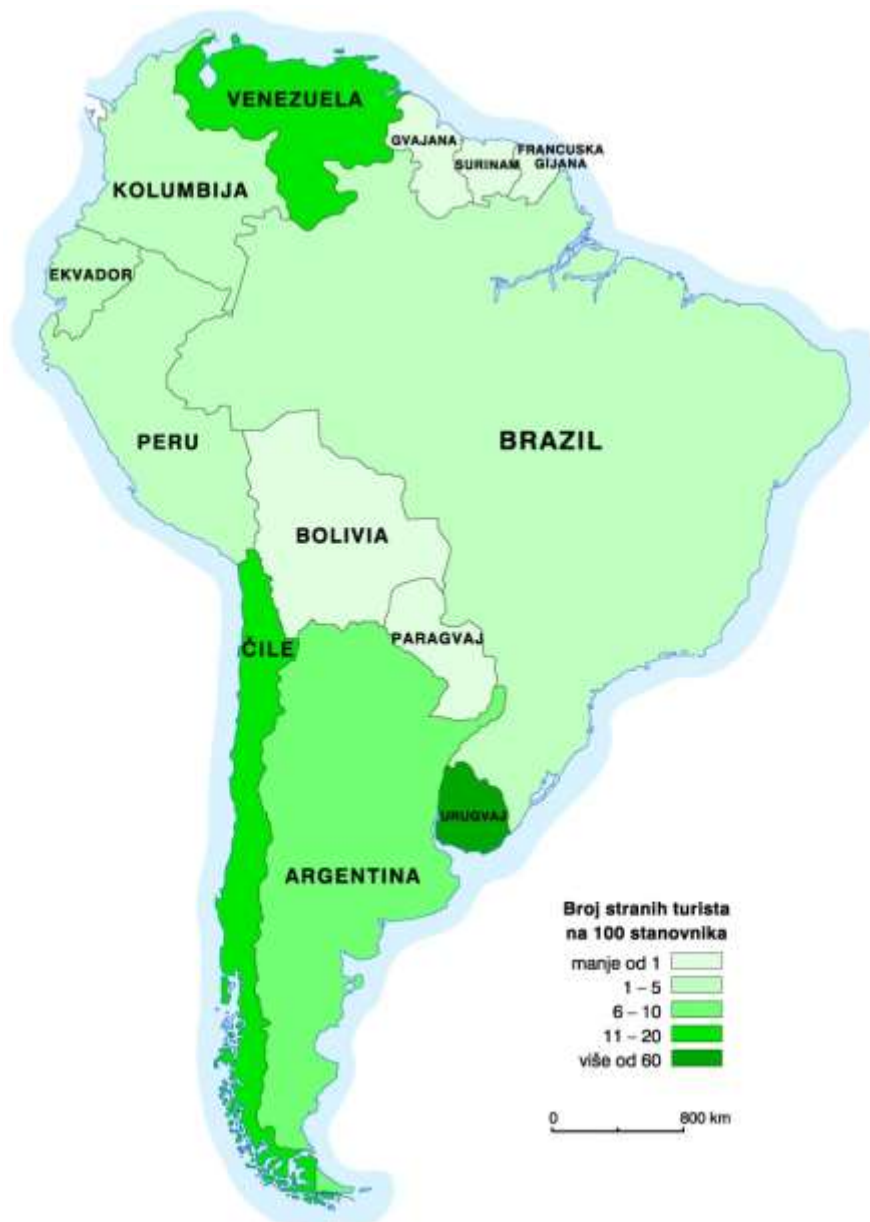 VENEZUELA
GVAJANA
SURINAM
FRANCUSKA
GIJANA
KOLUMBIJA
EKVADOR
PERU
BRAZIL
BOLIVIA
PARAGVAJ
ČILE
URUGVAJ
ARGENTINA
Broj stranih turista
na 100 stanovnika
manje od 1
1 – 5
6 – 10
11 – 20
više od 60
0 800 km